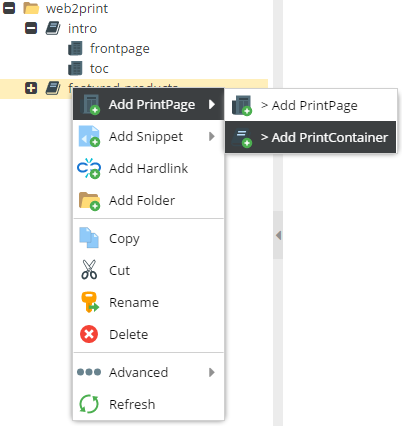 web2print
intro
frontpage
toc
featured-products
Add PrintPage
> Add PrintPage
Add Snippet
> Add PrintContainer
Add Hardlink
Add Folder
Copy
Cut
Rename
Delete
Advanced
Refresh